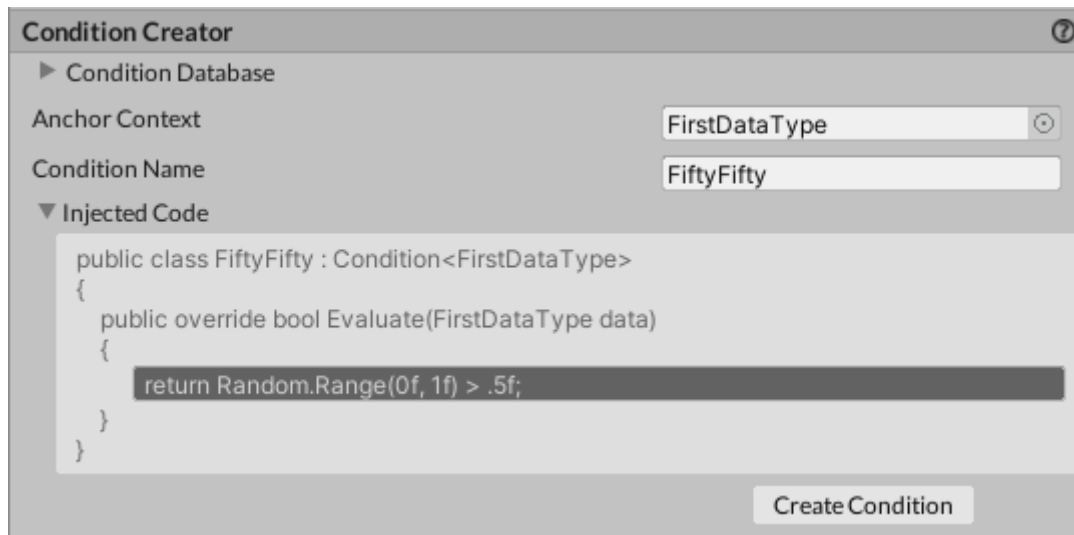 Condition Creator
Condition Database
Anchor Context
FirstDataType
Condition Name
FiftyFifty
Injected Code
public class FiftyFifty : Condition<FirstDataType>
{
public override bool Evaluate(FirstDataType data)
{
return Random.Range(0f, 1f) > .5f;
}
}
Create Condition